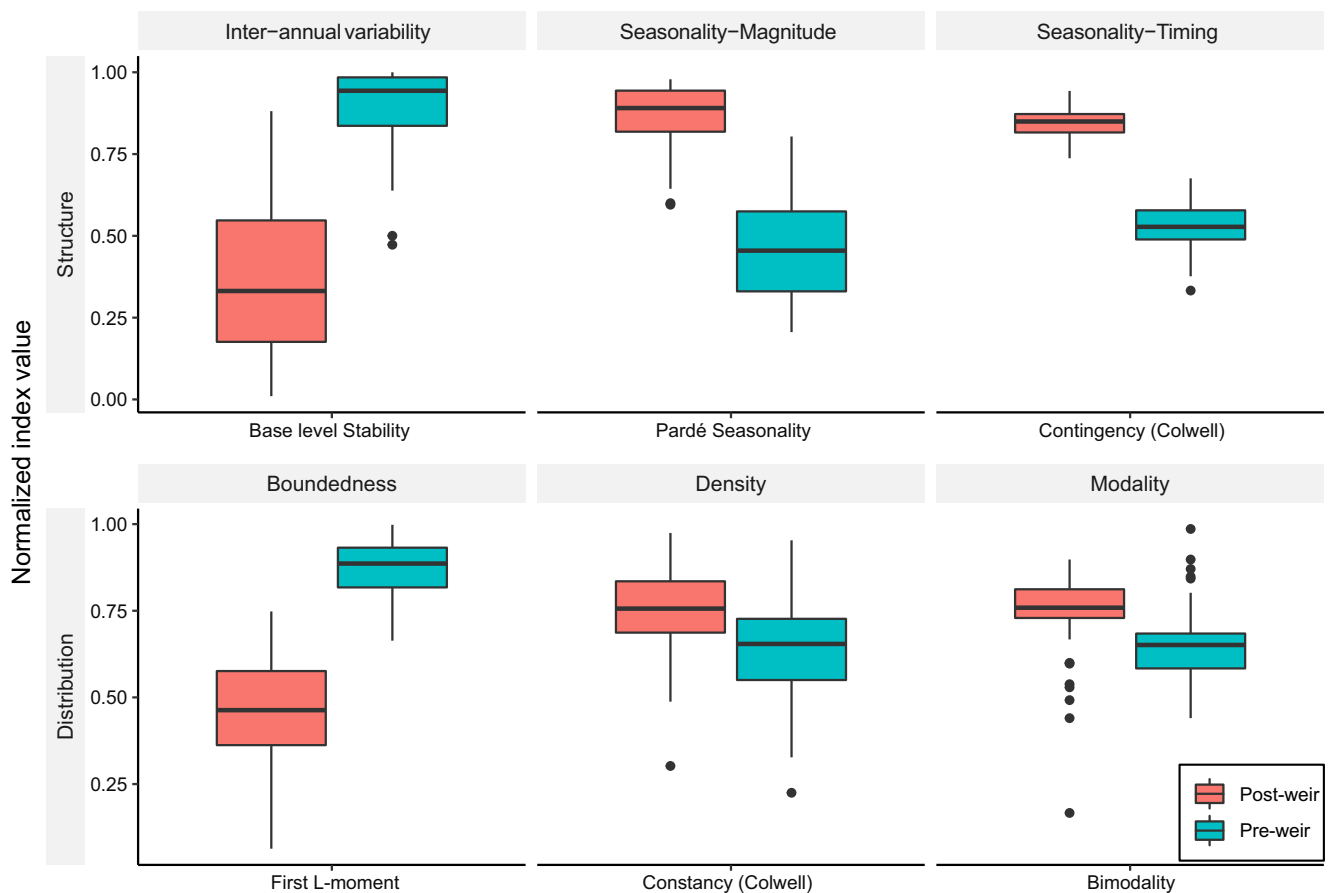 Inter−annual variability
Seasonality−Magnitude
Seasonality−Timing
Structure
1.00
0.75
0.50
0.25
0.00
Base level Stability
Pardé Seasonality
Contingency (Colwell)
Normalized index value
Boundedness
Density
Modality
Distribution
1.00
0.75
0.50
0.25
First L-moment
Constancy (Colwell)
Bimodality
Post-weir
Pre-weir